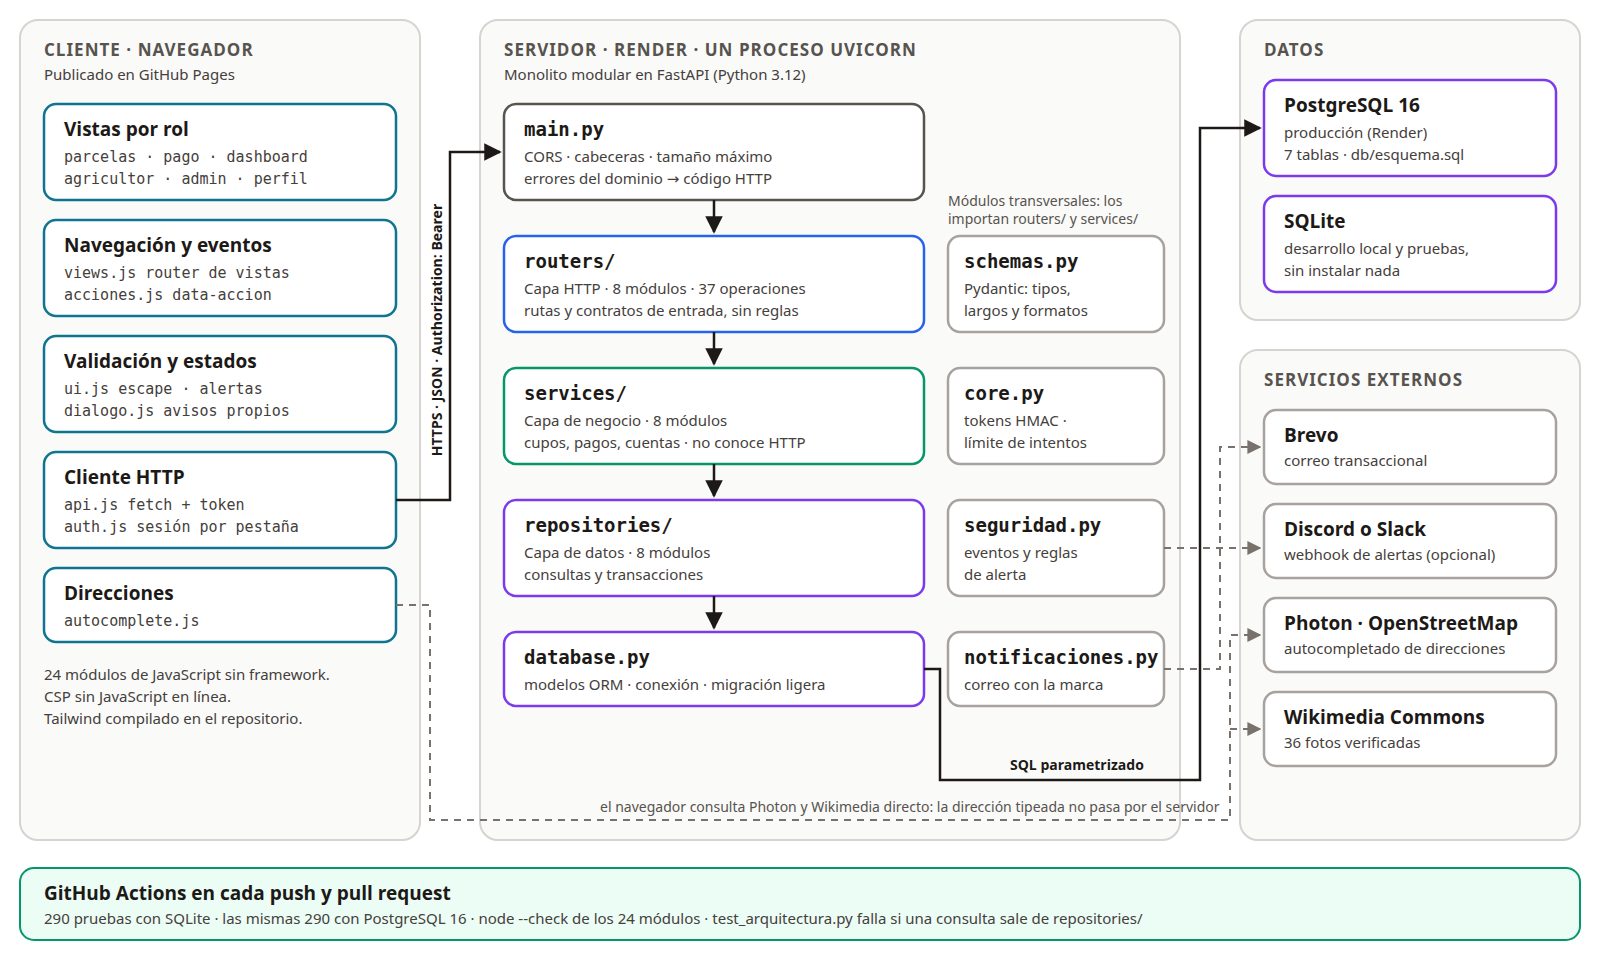 CLIENTE · NAVEGADOR
Publicado en GitHub Pages
Vistas por rol
parcelas · pago · dashboard
agricultor · admin · perfil
Navegación y eventos
views.js router de vistas
acciones.js data-accion
Validación y estados
ui.js escape · alertas
dialogo.js avisos propios
Cliente HTTP
api.js fetch + token
auth.js sesión por pestaña
Direcciones
autocomplete.js
24 módulos de JavaScript sin framework.
CSP sin JavaScript en línea.
Tailwind compilado en el repositorio.
HTTPS · JSON · Authorization: Bearer
SERVIDOR · RENDER · UN PROCESO UVICORN
Monolito modular en FastAPI (Python 3.12)
main.py
CORS · cabeceras · tamaño máximo
errores del dominio → código HTTP
routers/
Capa HTTP · 8 módulos · 37 operaciones
rutas y contratos de entrada, sin reglas
services/
Capa de negocio · 8 módulos
cupos, pagos, cuentas · no conoce HTTP
repositories/
Capa de datos · 8 módulos
consultas y transacciones
database.py
modelos ORM · conexión · migración ligera
Módulos transversales: los
importan routers/ y services/
schemas.py
Pydantic: tipos,
largos y formatos
core.py
tokens HMAC ·
límite de intentos
seguridad.py
eventos y reglas
de alerta
notificaciones.py
correo con la marca
SQL parametrizado
el navegador consulta Photon y Wikimedia directo: la dirección tipeada no pasa por el servidor
DATOS
PostgreSQL 16
producción (Render)
7 tablas · db/esquema.sql
SQLite
desarrollo local y pruebas,
sin instalar nada
SERVICIOS EXTERNOS
Brevo
correo transaccional
Discord o Slack
webhook de alertas (opcional)
Photon · OpenStreetMap
autocompletado de direcciones
Wikimedia Commons
36 fotos verificadas
GitHub Actions en cada push y pull request
290 pruebas con SQLite · las mismas 290 con PostgreSQL 16 · node --check de los 24 módulos · test_arquitectura.py falla si una consulta sale de repositories/